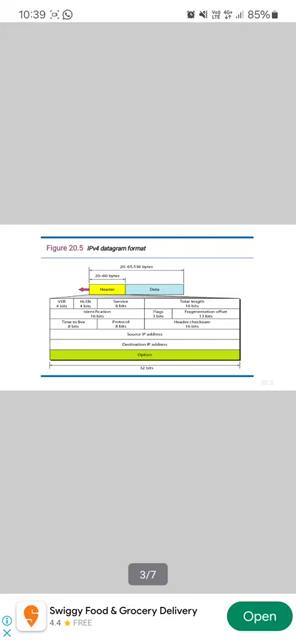 10:39
Vo)) 4G+ 85%
LTE
Figure 20.5 IPv4 datagram format
20–65,536 bytes
20–60 bytes
Header Data
VER HLEN Service Total length
4 bits 4 bits 8 bits 16 bits
Identification Flags Fragmentation offset
16 bits 3 bits 13 bits
Time to live Protocol Header checksum
8 bits 8 bits 16 bits
Source IP address
Destination IP address
Option
32 bits
3/7
Swiggy Food & Grocery Delivery
4.4 ★ FREE
Open